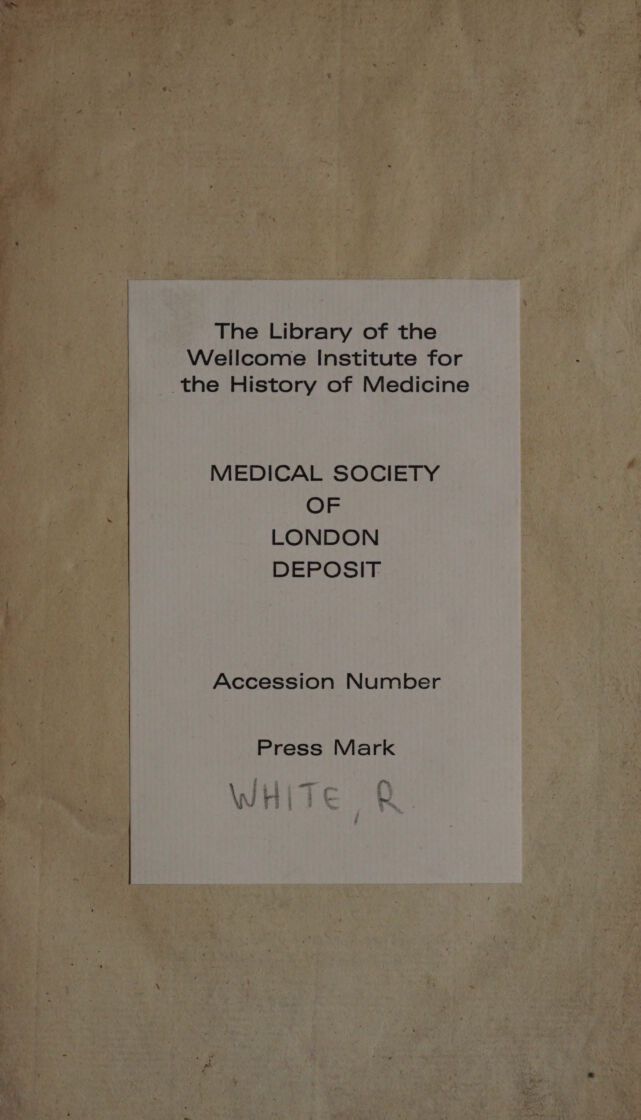 The Library of the
Wellcome Institute for
the History of Medicine
MEDICAL SOCIETY
OF
LONDON
DEPOSIT
Accession Number
Press Mark
WHITE, R